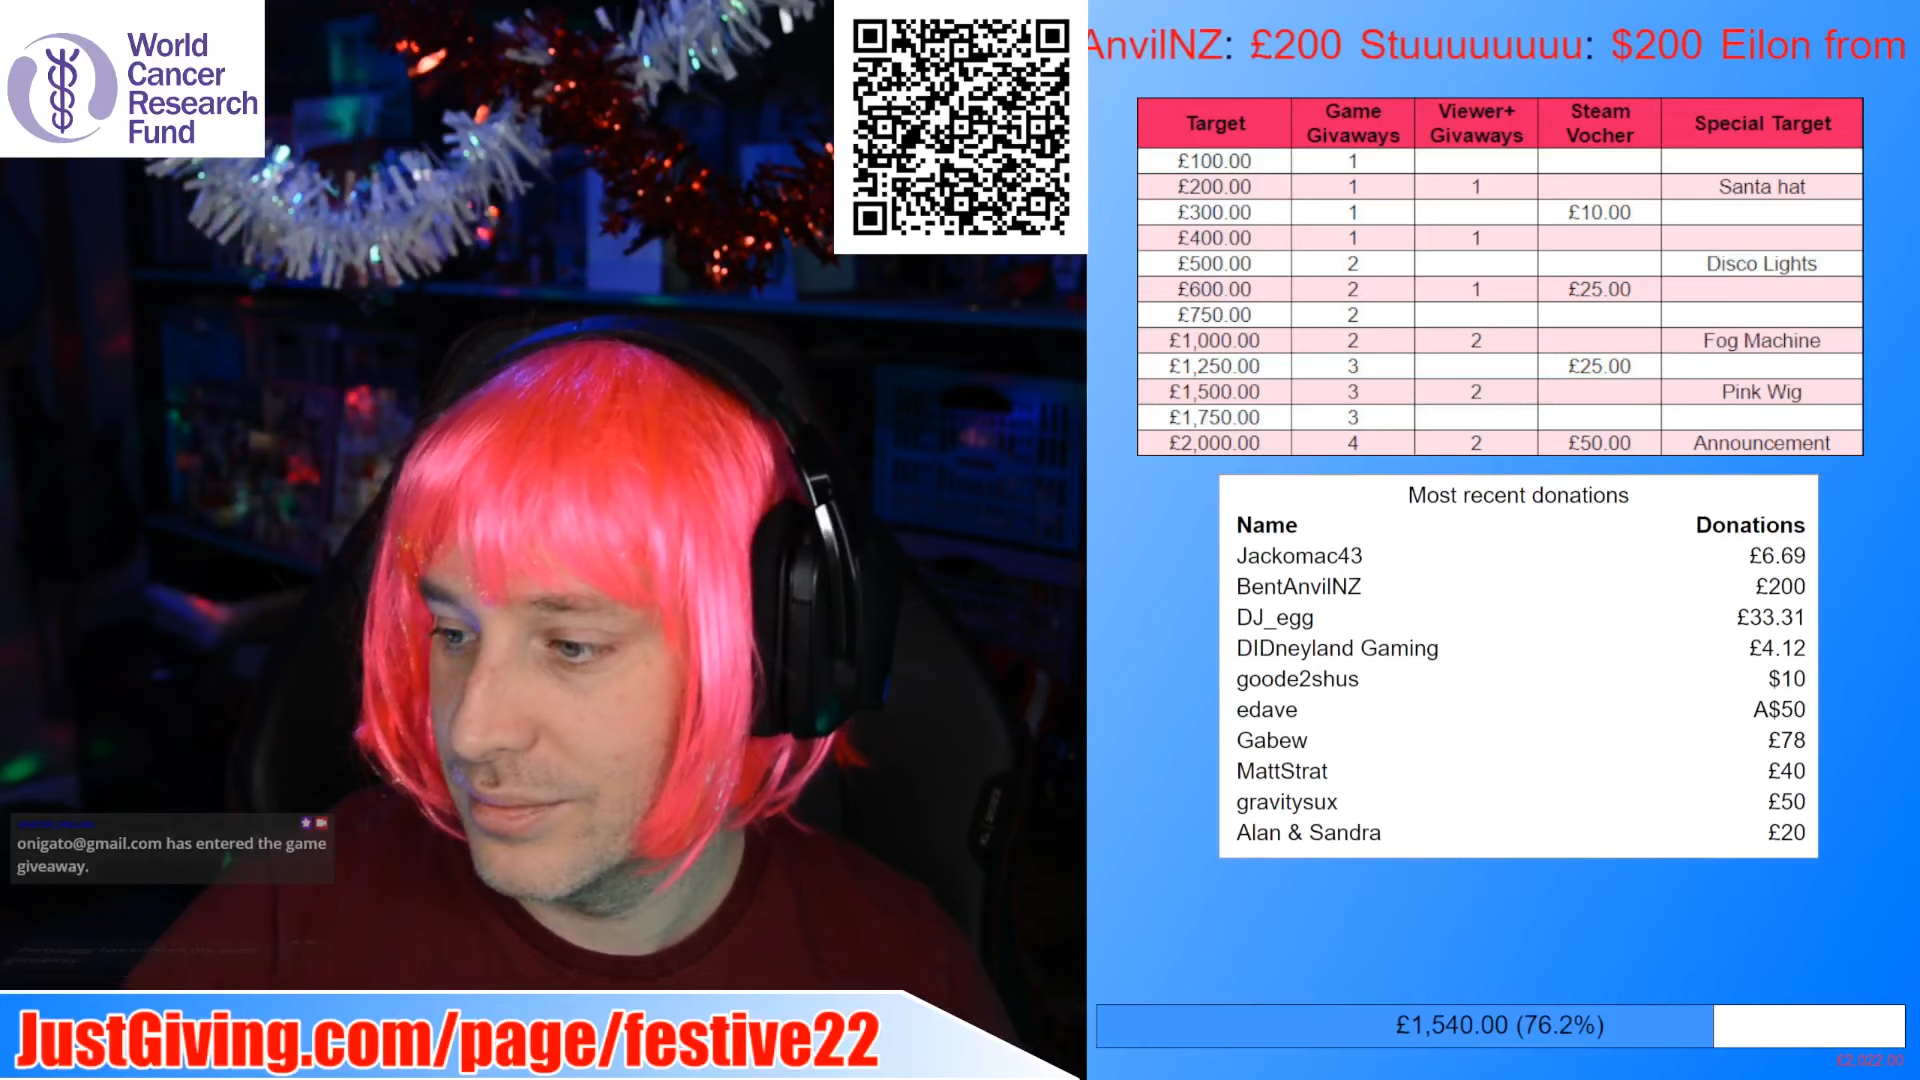 World
Cancer
Research
Fund
AnvilNZ: £200 Stuuuuuuuu: $200 Eilon from
Target Game Givaways Viewer+ Givaways Steam Vocher Special Target
£100.00 1
£200.00 1 1 Santa hat
£300.00 1 £10.00
£400.00 1 1
£500.00 2 Disco Lights
£600.00 2 1 £25.00
£750.00 2
£1,000.00 2 2 Fog Machine
£1,250.00 3 £25.00
£1,500.00 3 2 Pink Wig
£1,750.00 3
£2,000.00 4 2 £50.00 Announcement
Most recent donations
Name Donations
Jackomac43 £6.69
BentAnvilNZ £200
DJ_egg £33.31
DIDneyland Gaming £4.12
goode2shus $10
edave A$50
Gabew £78
MattStrat £40
gravitysux £50
Alan & Sandra £20
onigato@gmail.com has entered the game
giveaway.
JustGiving.com/page/festive22
£1,540.00 (76.2%)
£2,022.00